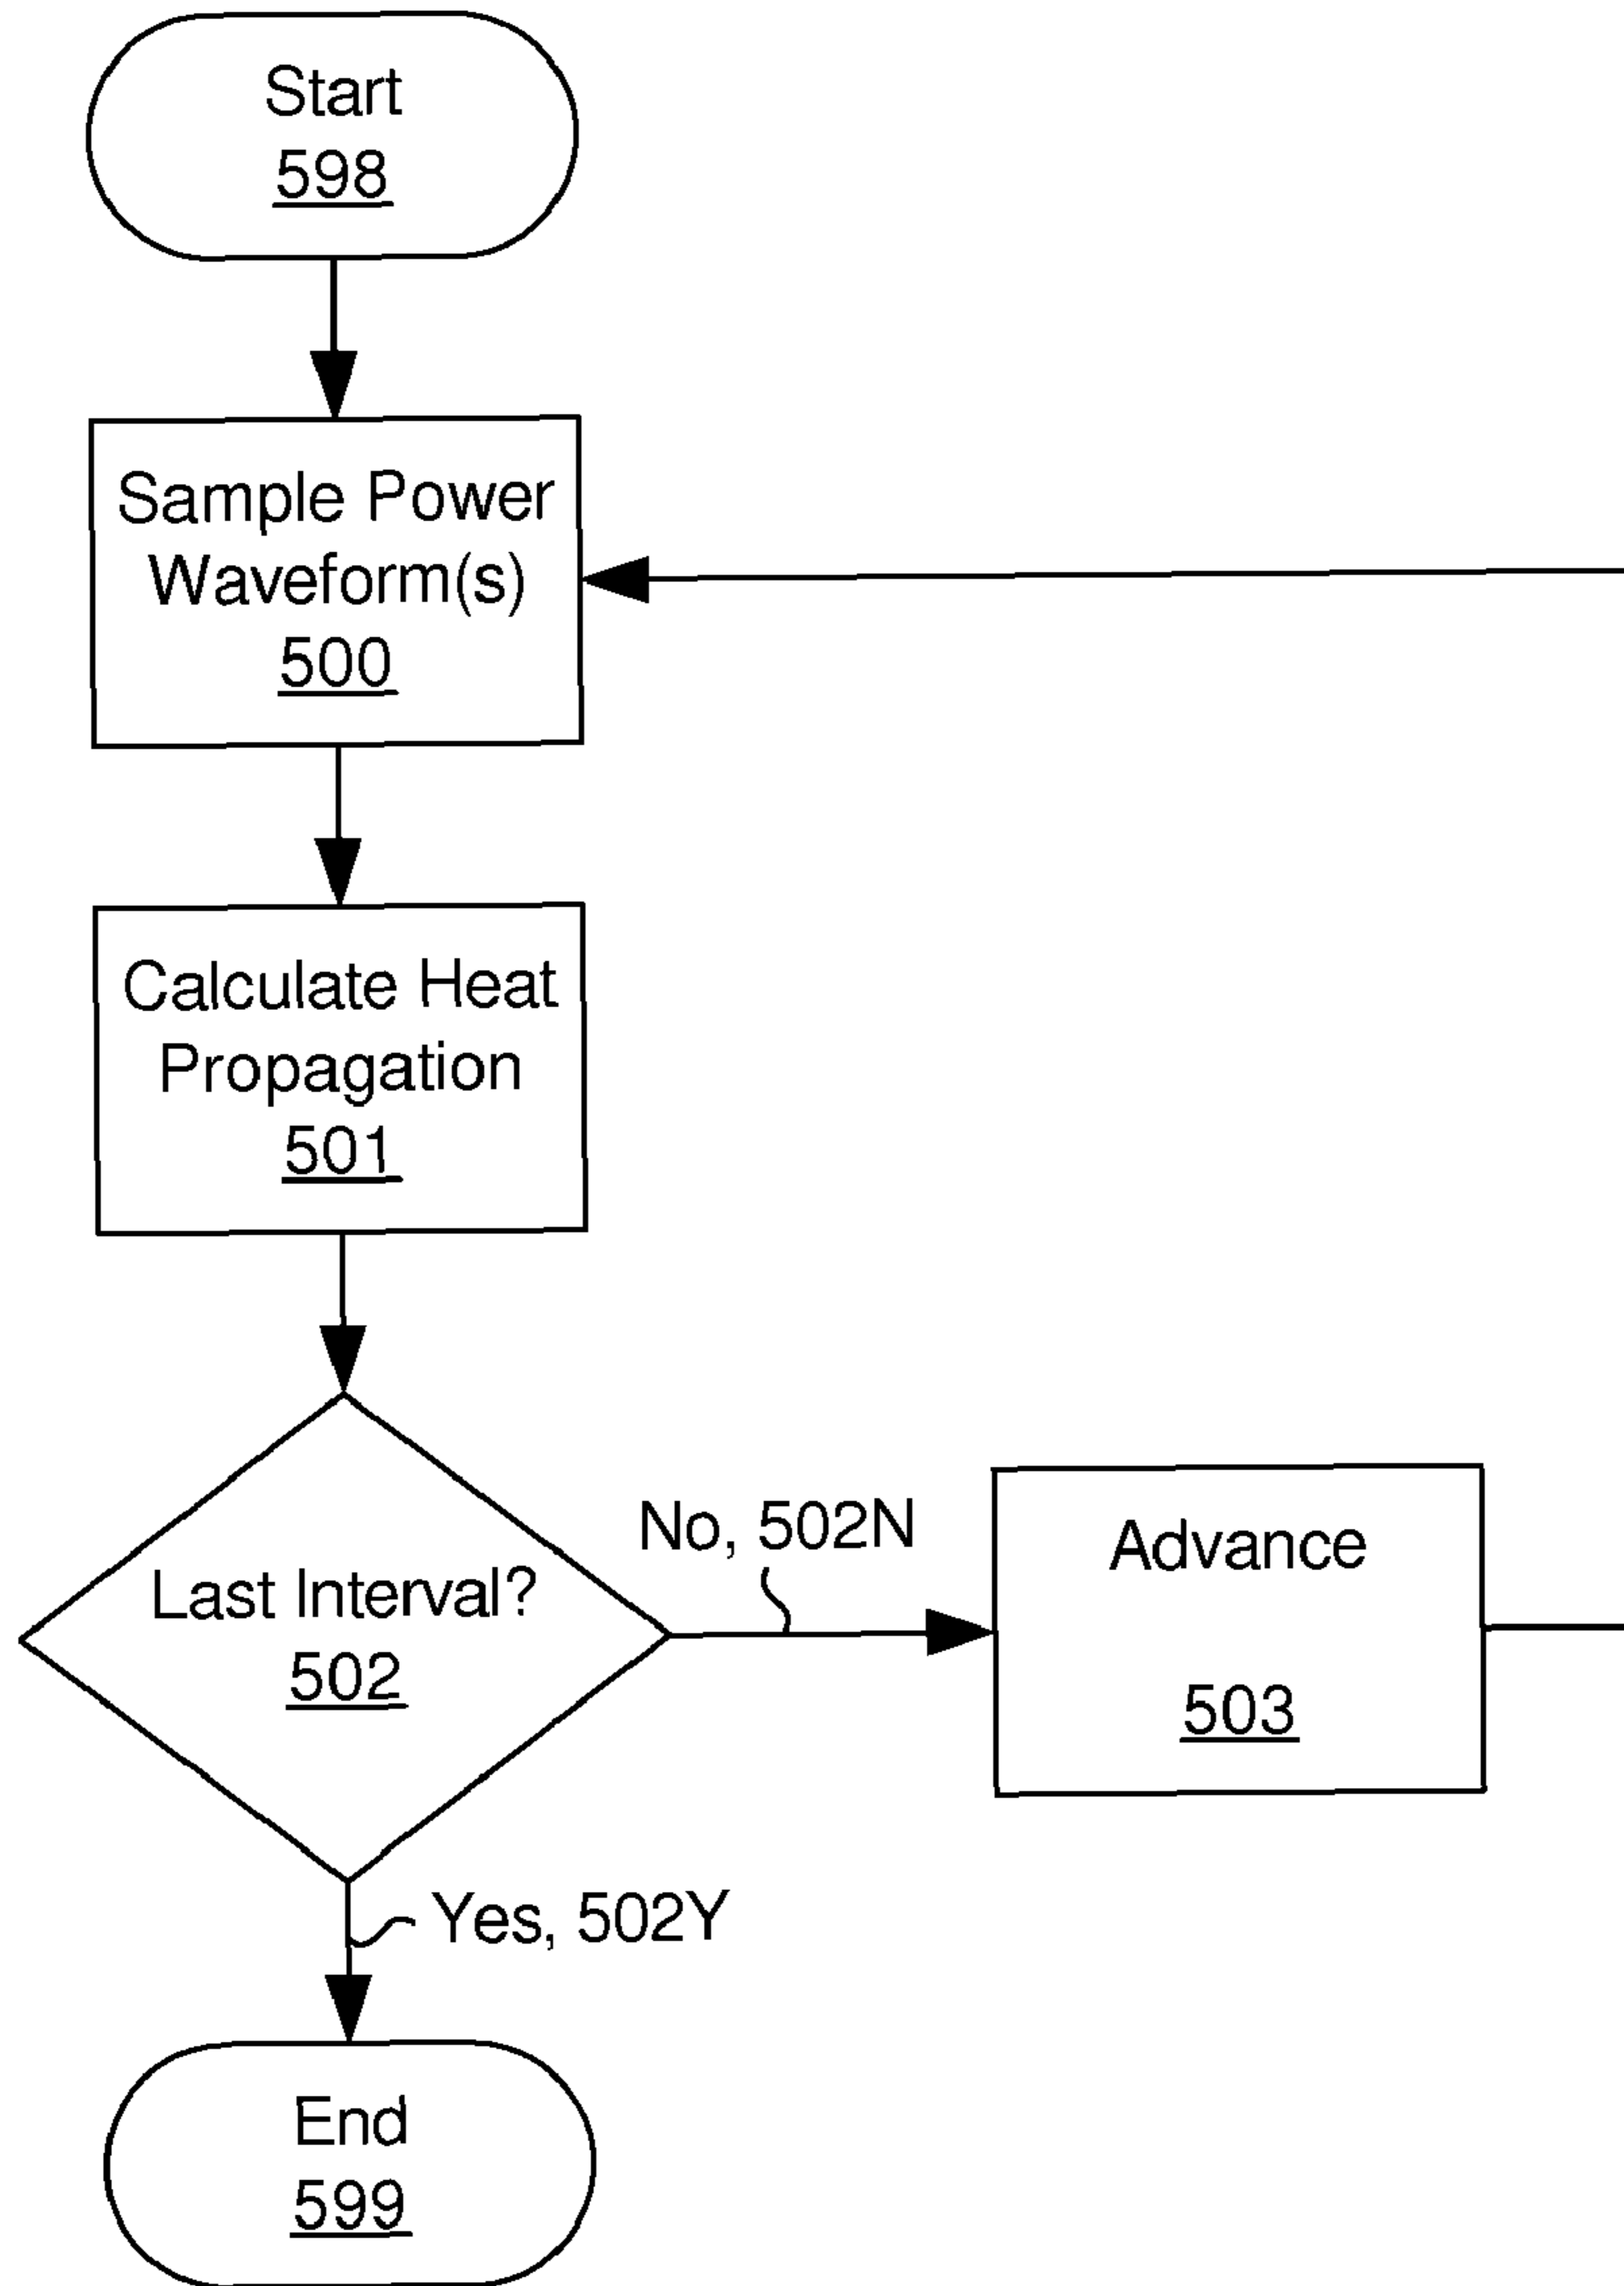 Start
598
Sample Power
Waveform(s)
500
Calculate Heat
Propagation
501
Last Interval?
502
No, 502N
Advance
503
Yes, 502Y
End
599